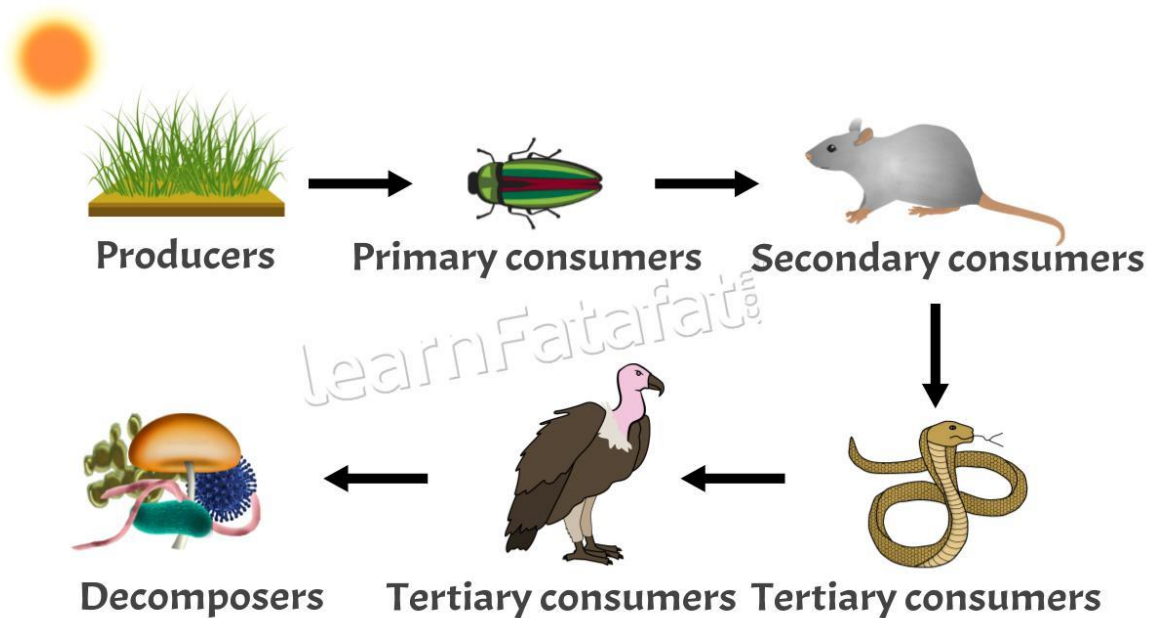 Producers
Primary consumers
Secondary consumers
learnFatafat.com
Decomposers
Tertiary consumers
Tertiary consumers